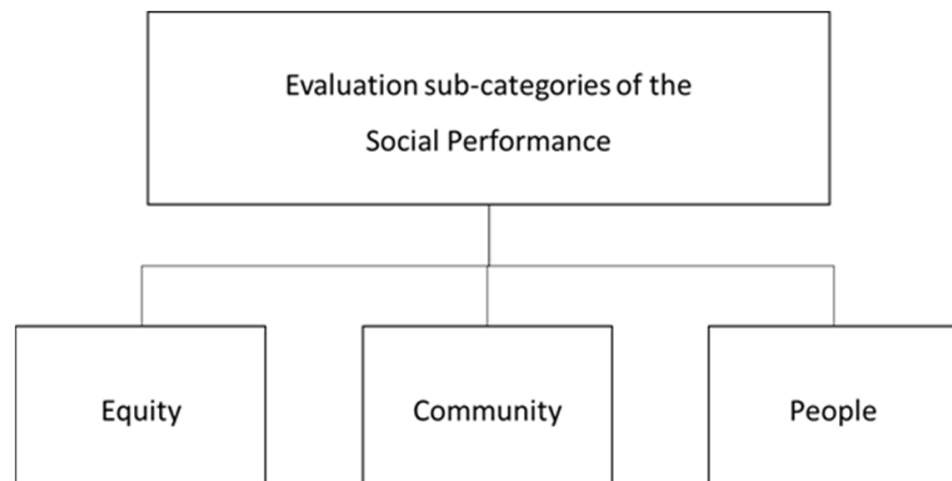 Evaluation sub-categories of the
Social Performance
Equity
Community
People